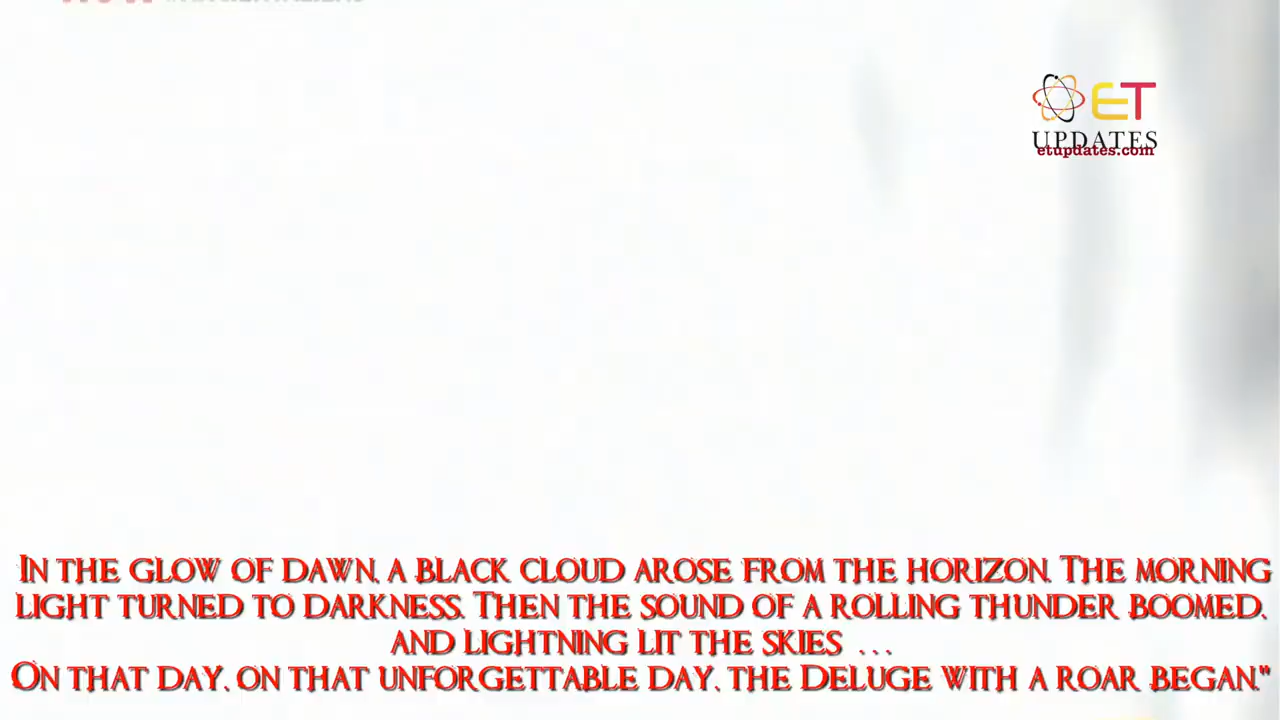 ET
UPDATES
etupdates.com
IN THE GLOW OF DAWN, A BLACK CLOUD AROSE FROM THE HORIZON. THE MORNING
LIGHT TURNED TO DARKNESS. THEN THE SOUND OF A ROLLING THUNDER BOOMED,
AND LIGHTNING LIT THE SKIES …
ON THAT DAY, ON THAT UNFORGETTABLE DAY, THE DELUGE WITH A ROAR BEGAN."